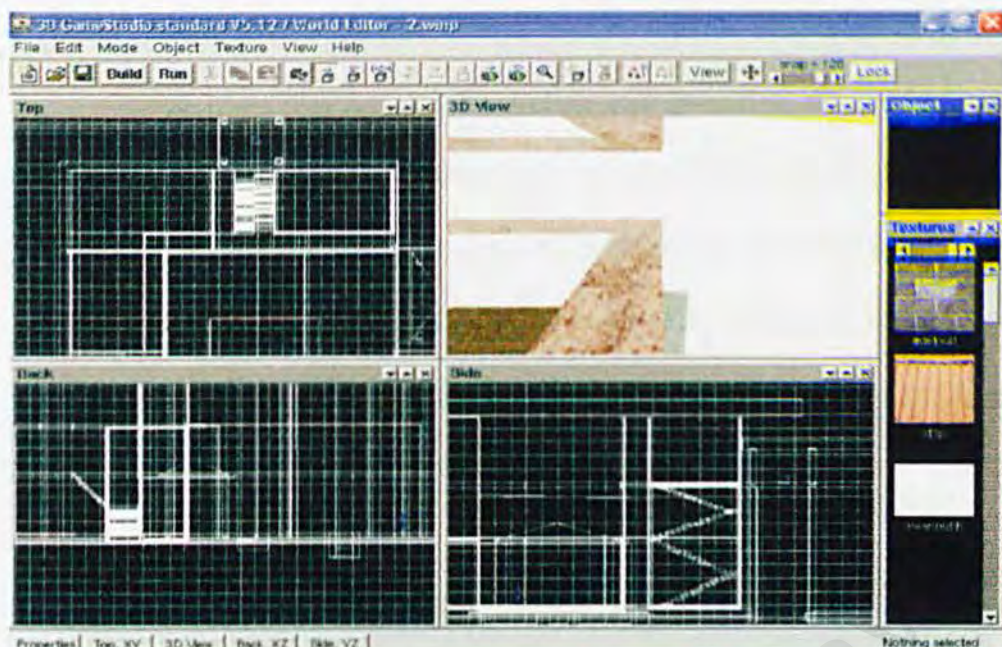 3D GameStudio standard V5.12 / World Editor - 2.wmp
File Edit Mode Object Texture View Help
Build Run View snap = 128 Lock
Top
3D View
Object
Textures
Back
Side
Properties Top, XY 3D View Back, XZ Side, YZ
Nothing selected